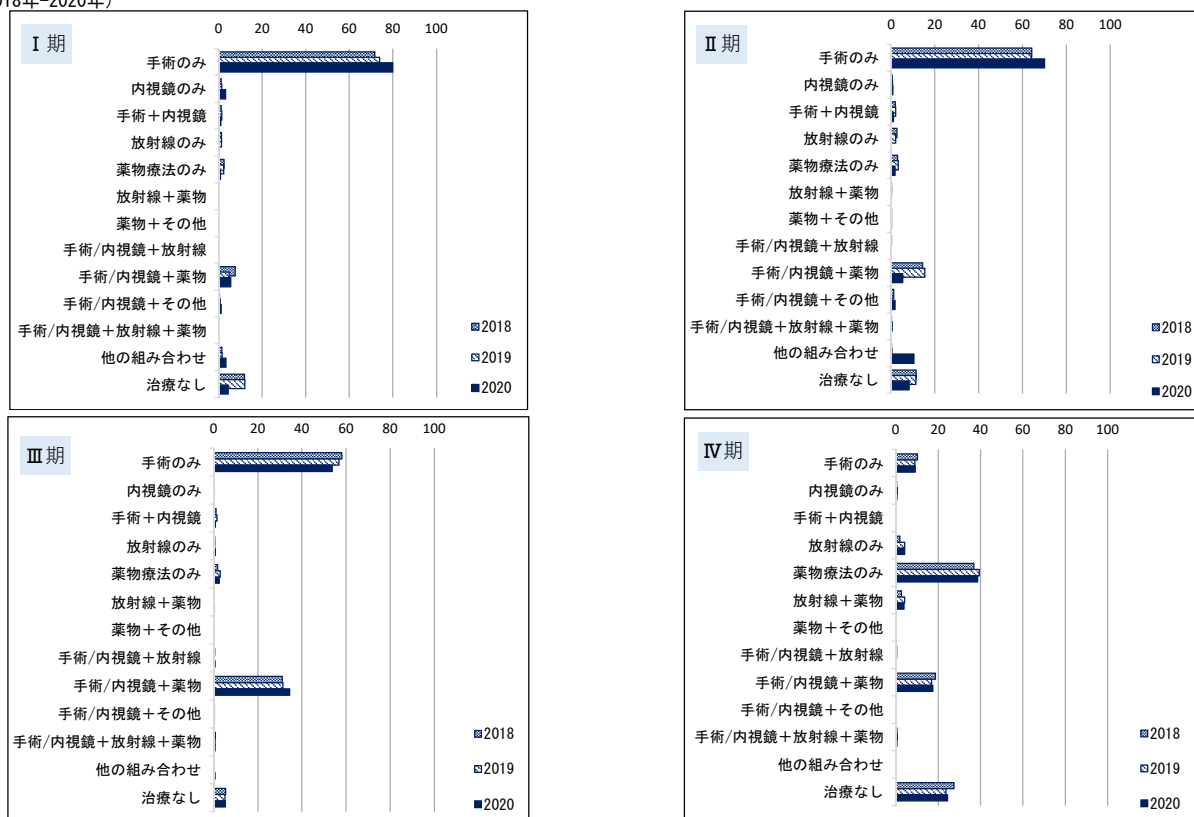 018年-2020年）
Ⅰ期
0 20 40 60 80 100
手術のみ
内視鏡のみ
手術＋内視鏡
放射線のみ
薬物療法のみ
放射線＋薬物
薬物＋その他
手術/内視鏡＋放射線
手術/内視鏡＋薬物
手術/内視鏡＋その他
手術/内視鏡＋放射線＋薬物
他の組み合わせ
治療なし
2018
2019
2020
Ⅱ期
0 20 40 60 80 100
手術のみ
内視鏡のみ
手術＋内視鏡
放射線のみ
薬物療法のみ
放射線＋薬物
薬物＋その他
手術/内視鏡＋放射線
手術/内視鏡＋薬物
手術/内視鏡＋その他
手術/内視鏡＋放射線＋薬物
他の組み合わせ
治療なし
2018
2019
2020
Ⅲ期
0 20 40 60 80 100
手術のみ
内視鏡のみ
手術＋内視鏡
放射線のみ
薬物療法のみ
放射線＋薬物
薬物＋その他
手術/内視鏡＋放射線
手術/内視鏡＋薬物
手術/内視鏡＋その他
手術/内視鏡＋放射線＋薬物
他の組み合わせ
治療なし
2018
2019
2020
Ⅳ期
0 20 40 60 80 100
手術のみ
内視鏡のみ
手術＋内視鏡
放射線のみ
薬物療法のみ
放射線＋薬物
薬物＋その他
手術/内視鏡＋放射線
手術/内視鏡＋薬物
手術/内視鏡＋その他
手術/内視鏡＋放射線＋薬物
他の組み合わせ
治療なし
2018
2019
2020